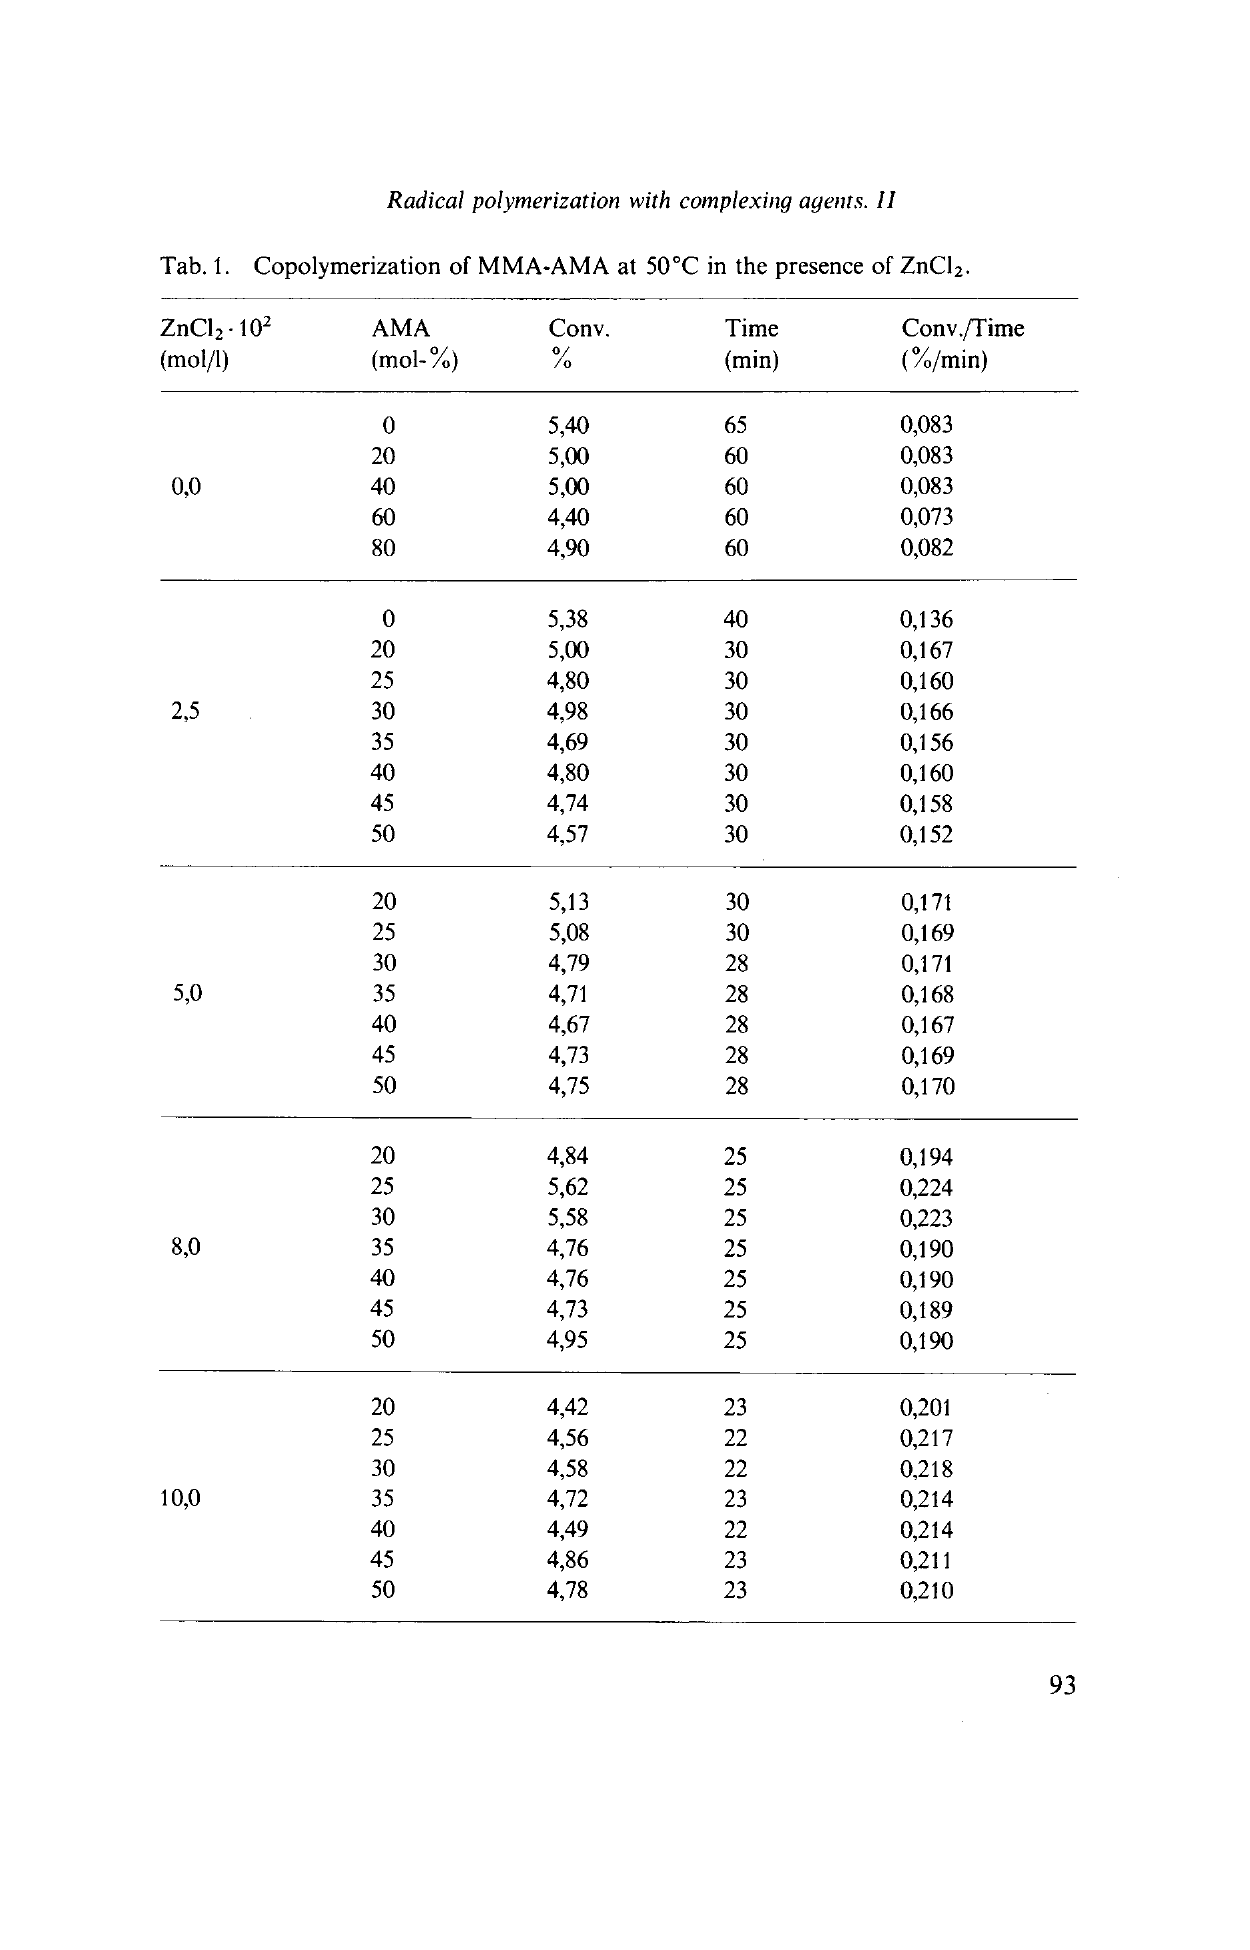 Radical polymerization with complexing agents. II
Tab. 1. Copolymerization of MMA-AMA at 50°C in the presence of ZnCl₂.
ZnCl₂ · 10² AMA Conv. Time Conv./Time
(mol/l) (mol-%) % (min) (%/min)
0 5,40 65 0,083
20 5,00 60 0,083
0,0 40 5,00 60 0,083
60 4,40 60 0,073
80 4,90 60 0,082
0 5,38 40 0,136
20 5,00 30 0,167
25 4,80 30 0,160
2,5 30 4,98 30 0,166
35 4,69 30 0,156
40 4,80 30 0,160
45 4,74 30 0,158
50 4,57 30 0,152
20 5,13 30 0,171
25 5,08 30 0,169
30 4,79 28 0,171
5,0 35 4,71 28 0,168
40 4,67 28 0,167
45 4,73 28 0,169
50 4,75 28 0,170
20 4,84 25 0,194
25 5,62 25 0,224
30 5,58 25 0,223
8,0 35 4,76 25 0,190
40 4,76 25 0,190
45 4,73 25 0,189
50 4,95 25 0,190
20 4,42 23 0,201
25 4,56 22 0,217
30 4,58 22 0,218
10,0 35 4,72 23 0,214
40 4,49 22 0,214
45 4,86 23 0,211
50 4,78 23 0,210
93